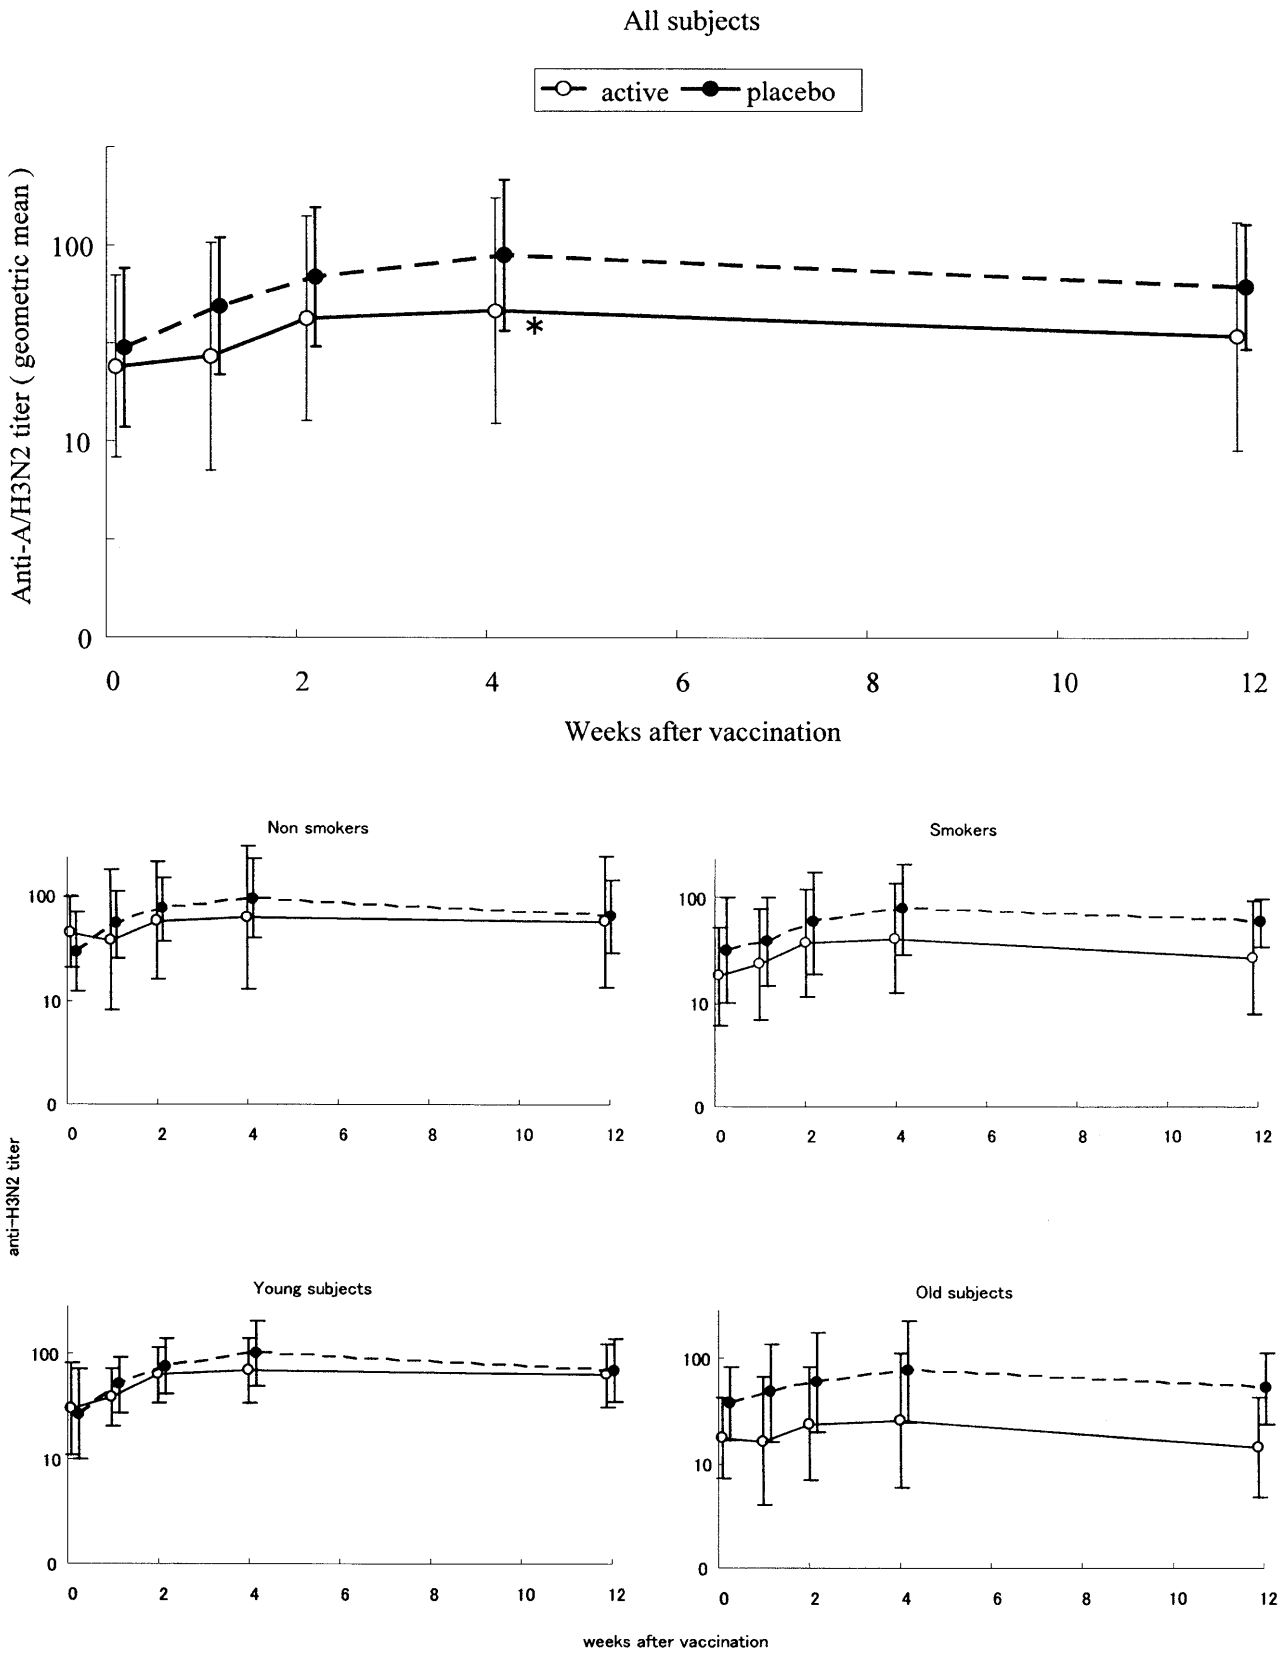 All subjects
active placebo
Anti-A/H3N2 titer ( geometric mean )
100
10
0
0 2 4 6 8 10 12
*
Weeks after vaccination
Non smokers
100
10
0
0 2 4 6 8 10 12
Smokers
100
10
0
0 2 4 6 8 10 12
anti-H3N2 titer
Young subjects
100
10
0
0 2 4 6 8 10 12
Old subjects
100
10
0
0 2 4 6 8 10 12
weeks after vaccination